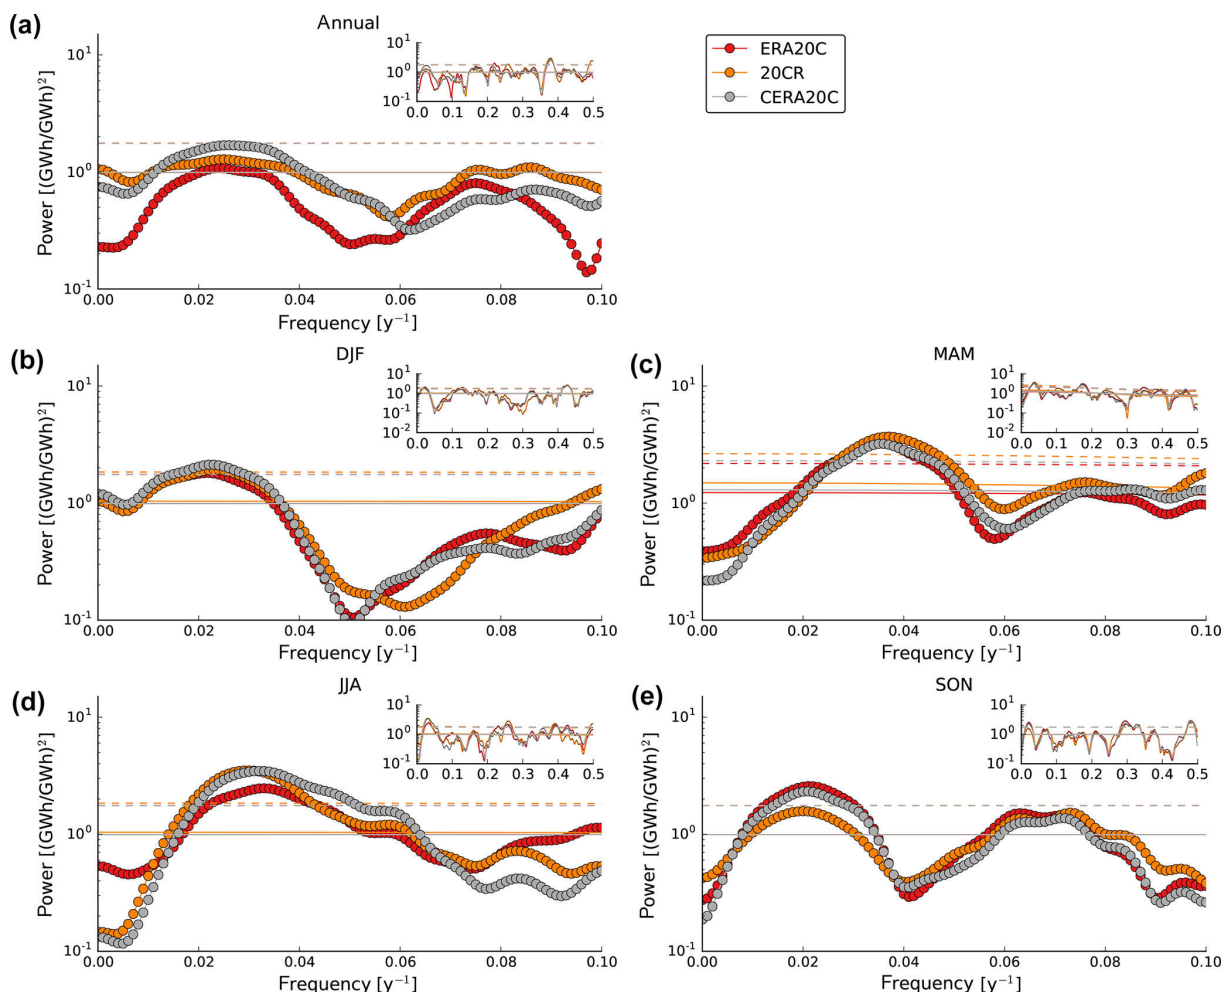 (a)
Annual
ERA20C
20CR
CERA20C
Power [(GWh/GWh)²]
10¹
10⁰
10⁻¹
10¹
10⁰
10⁻¹
0.0 0.1 0.2 0.3 0.4 0.5
0.00 0.02 0.04 0.06 0.08 0.10
Frequency [y⁻¹]
(b)
DJF
Power [(GWh/GWh)²]
10¹
10⁰
10⁻¹
10¹
10⁰
10⁻¹
10⁻²
0.0 0.1 0.2 0.3 0.4 0.5
0.00 0.02 0.04 0.06 0.08 0.10
Frequency [y⁻¹]
(c)
MAM
Power [(GWh/GWh)²]
10¹
10⁰
10⁻¹
10¹
10⁰
10⁻¹
10⁻²
0.0 0.1 0.2 0.3 0.4 0.5
0.00 0.02 0.04 0.06 0.08 0.10
Frequency [y⁻¹]
(d)
JJA
Power [(GWh/GWh)²]
10¹
10⁰
10⁻¹
10¹
10⁰
10⁻¹
0.0 0.1 0.2 0.3 0.4 0.5
0.00 0.02 0.04 0.06 0.08 0.10
Frequency [y⁻¹]
(e)
SON
Power [(GWh/GWh)²]
10¹
10⁰
10⁻¹
10¹
10⁰
10⁻¹
0.0 0.1 0.2 0.3 0.4 0.5
0.00 0.02 0.04 0.06 0.08 0.10
Frequency [y⁻¹]